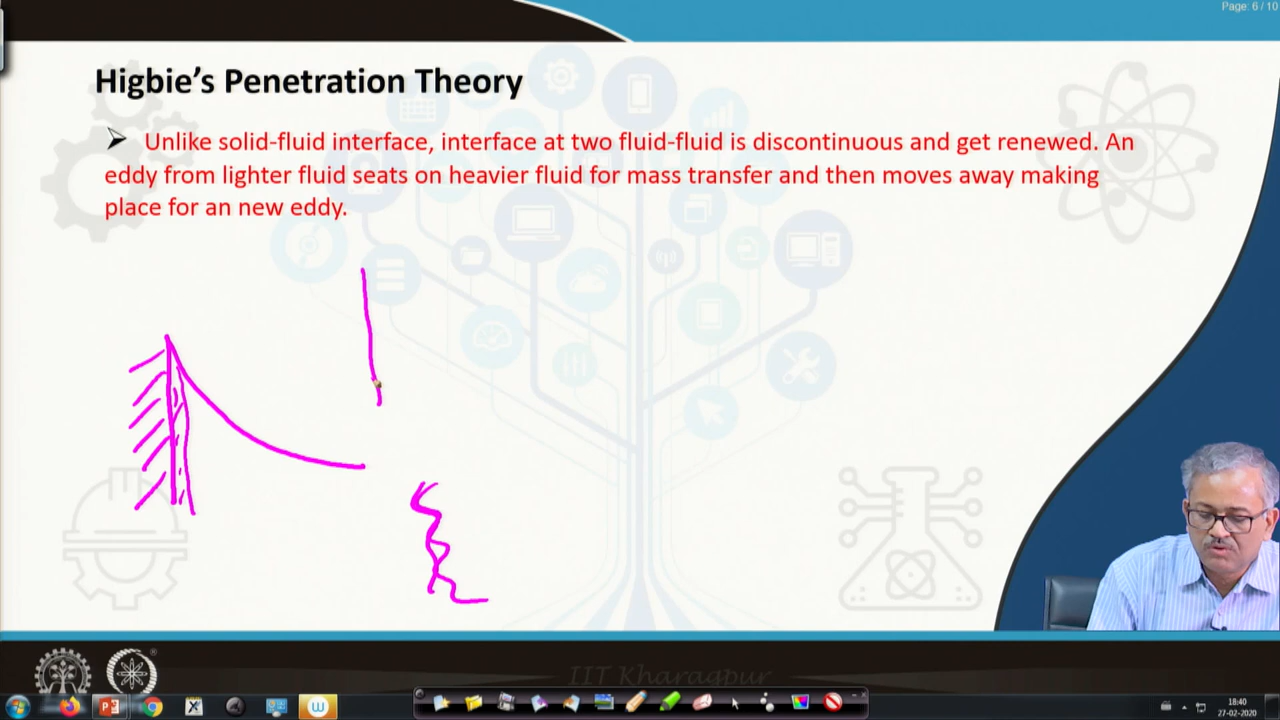 Page: 6 / 10
Higbie's Penetration Theory
➢ Unlike solid-fluid interface, interface at two fluid-fluid is discontinuous and get renewed. An
eddy from lighter fluid seats on heavier fluid for mass transfer and then moves away making
place for an new eddy.
IIT Kharagpur
18:40
27-02-2020